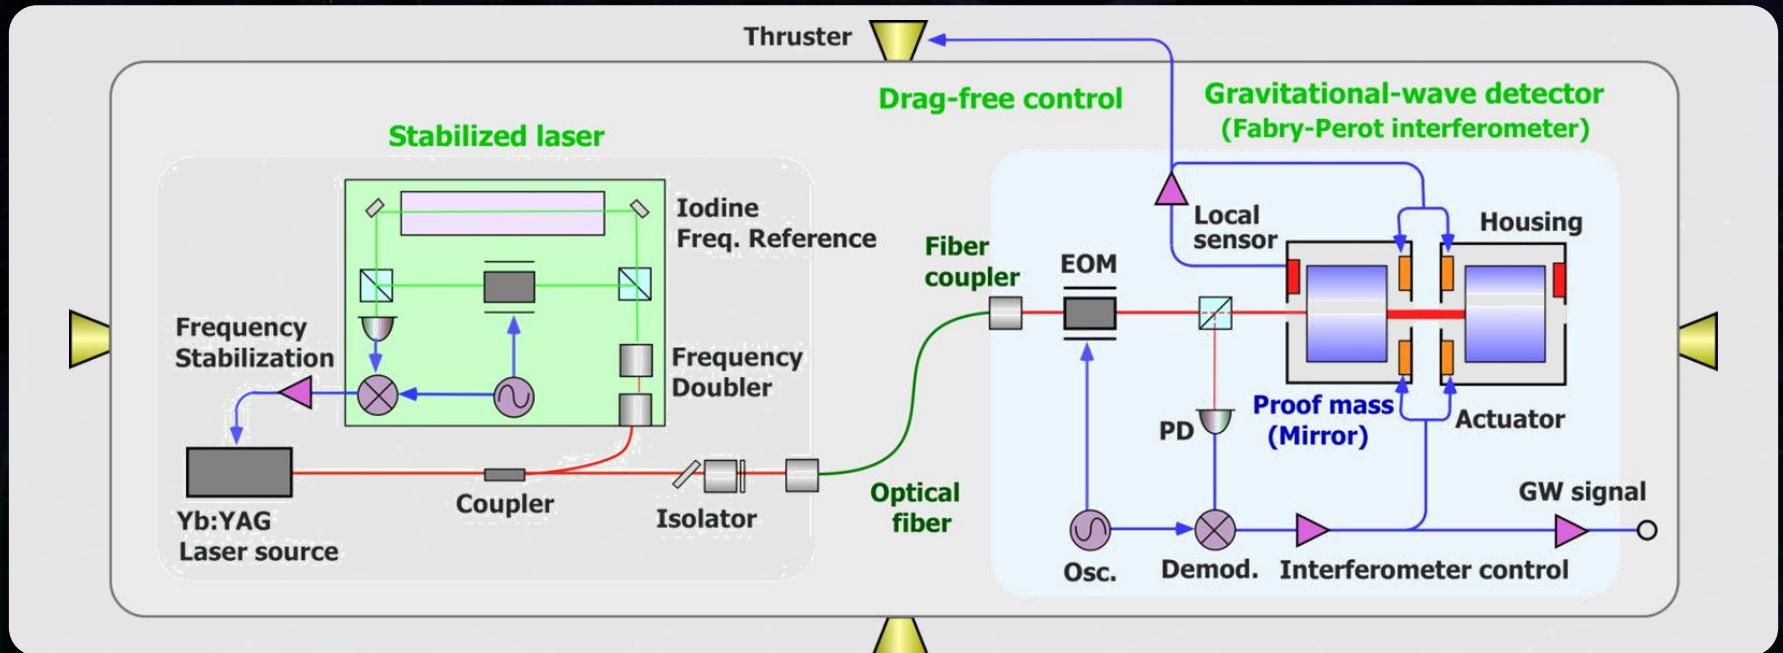 Thruster
Drag-free control
Gravitational-wave detector
(Fabry-Perot interferometer)
Stabilized laser
Iodine
Freq. Reference
Local
sensor
Housing
Fiber
coupler
EOM
Frequency
Stabilization
Frequency
Doubler
Proof mass
(Mirror)
Actuator
PD
Coupler
Isolator
Optical
fiber
GW signal
Yb:YAG
Laser source
Osc.
Demod.
Interferometer control